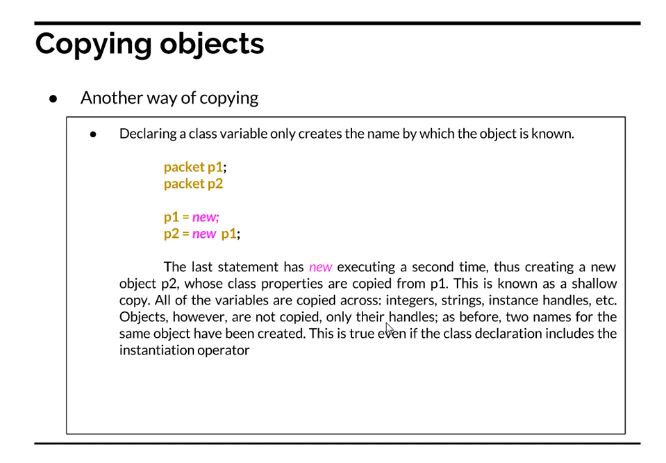 Copying objects
● Another way of copying
● Declaring a class variable only creates the name by which the object is known.
packet p1;
packet p2
p1 = new;
p2 = new p1;
The last statement has new executing a second time, thus creating a new
object p2, whose class properties are copied from p1. This is known as a shallow
copy. All of the variables are copied across: integers, strings, instance handles, etc.
Objects, however, are not copied, only their handles; as before, two names for the
same object have been created. This is true even if the class declaration includes the
instantiation operator